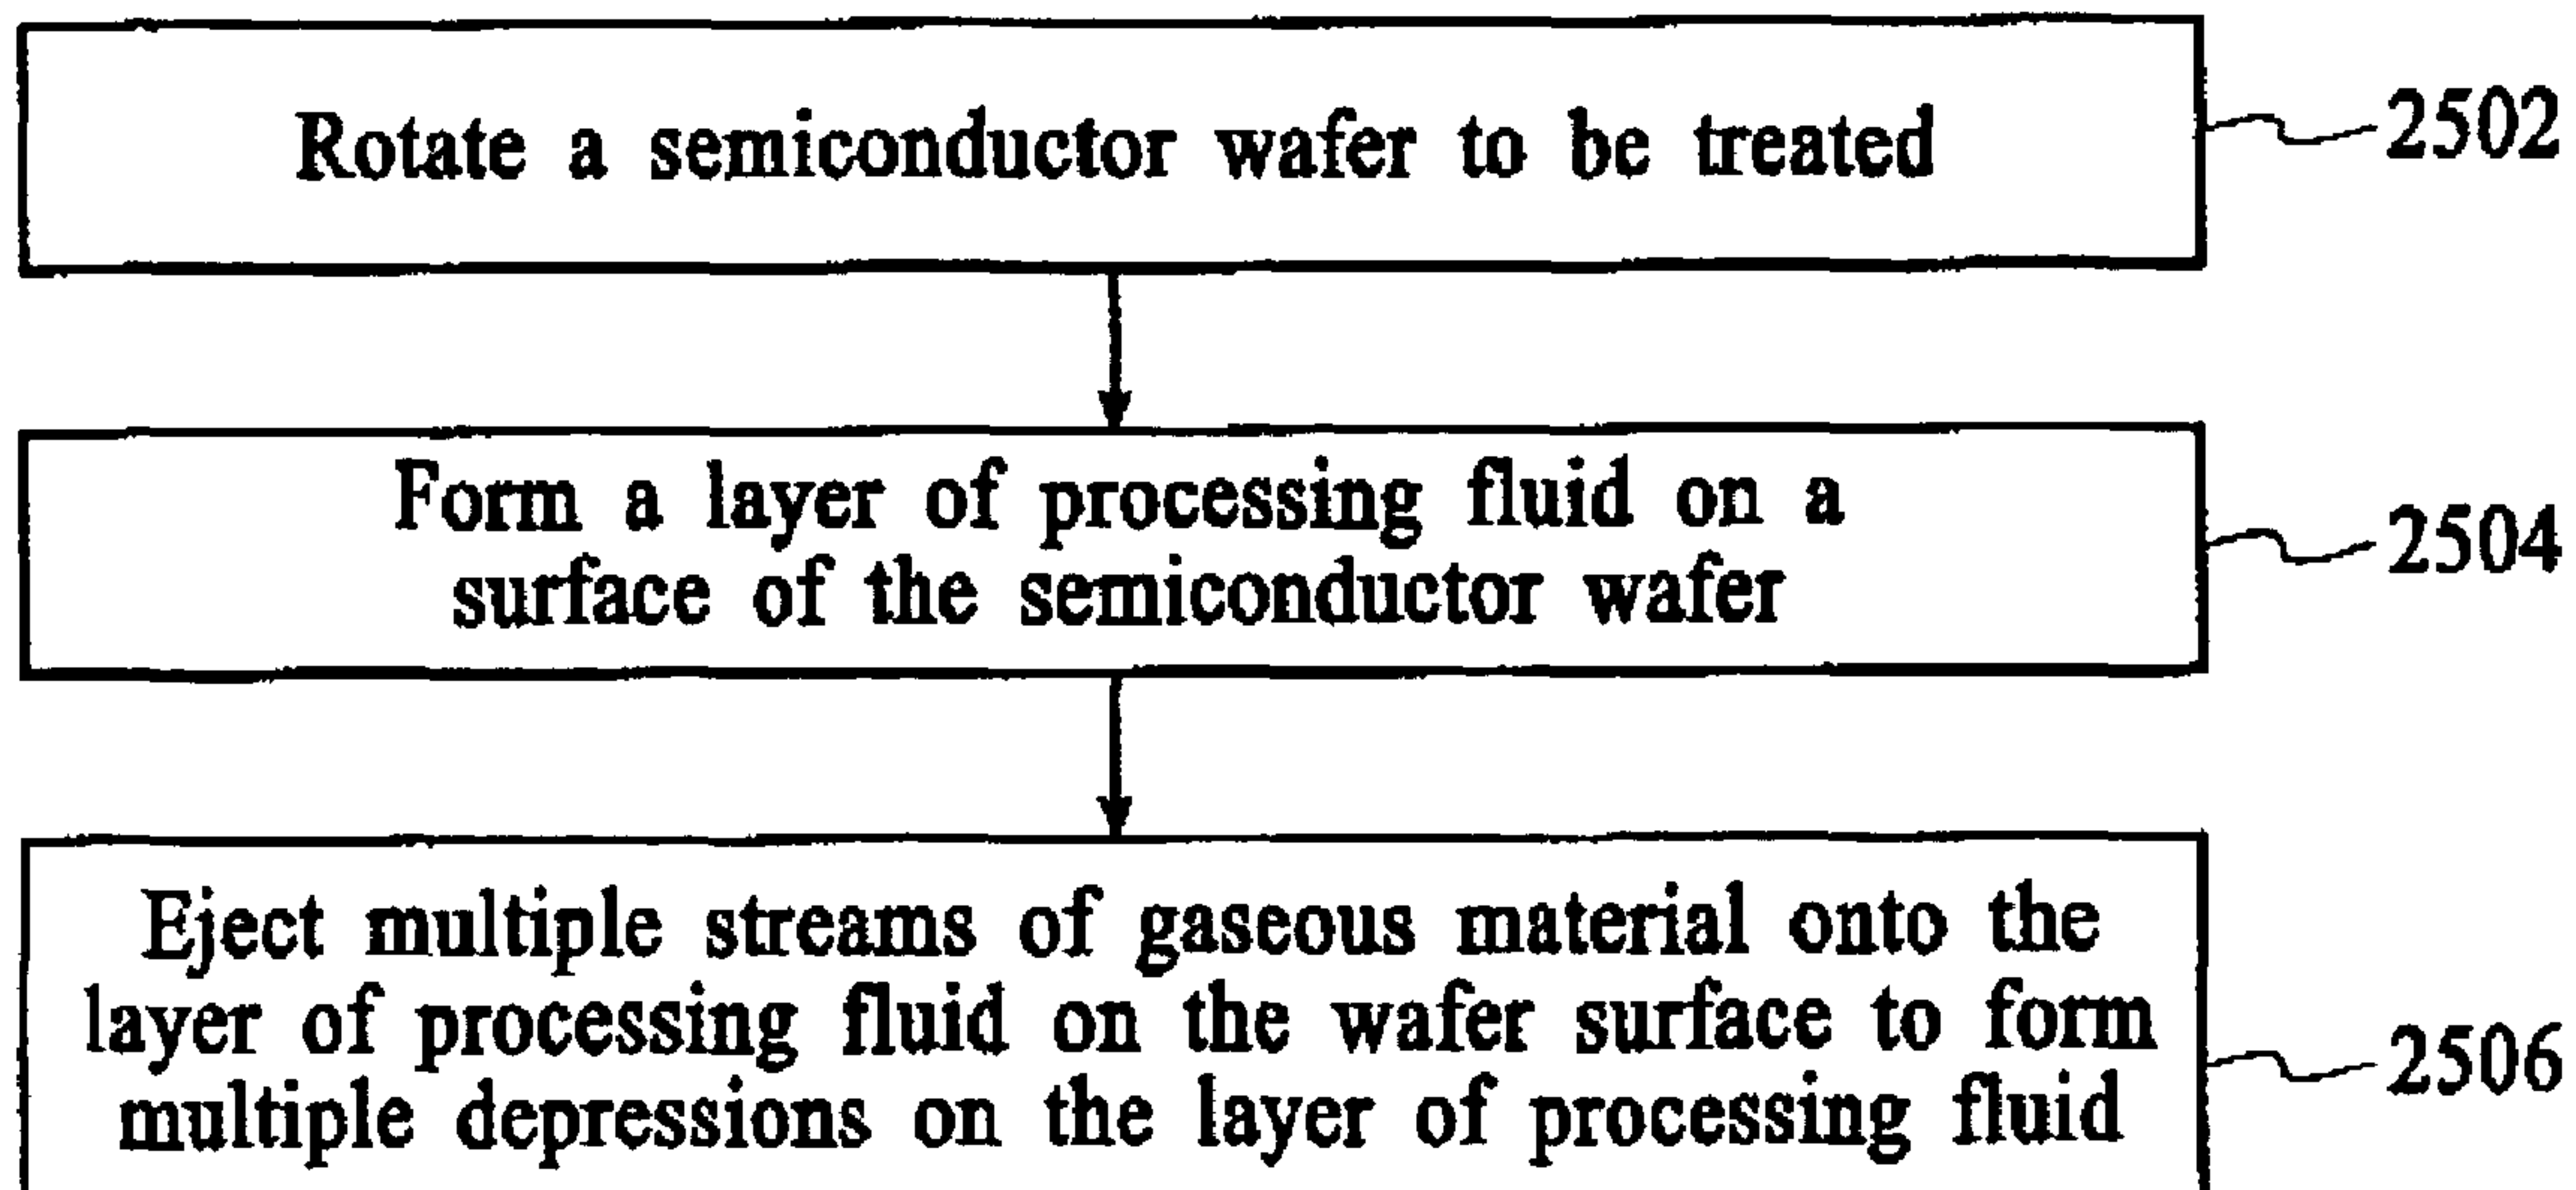 Rotate a semiconductor wafer to be treated
2502
Form a layer of processing fluid on a
surface of the semiconductor wafer
2504
Eject multiple streams of gaseous material onto the
layer of processing fluid on the wafer surface to form
multiple depressions on the layer of processing fluid
2506